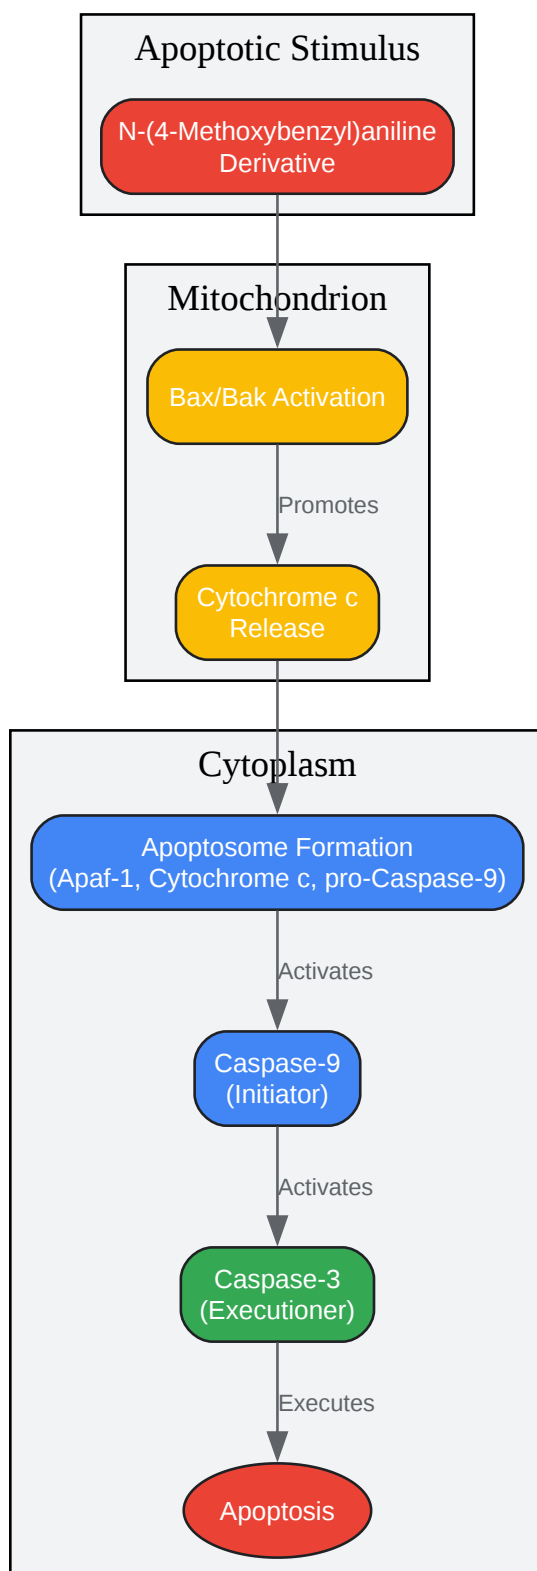 Apoptotic Stimulus
N-(4-Methoxybenzyl)aniline
Derivative
Mitochondrion
Bax/Bak Activation
Promotes
Cytochrome c
Release
Cytoplasm
Apoptosome Formation
(Apaf-1, Cytochrome c, pro-Caspase-9)
Activates
Caspase-9
(Initiator)
Activates
Caspase-3
(Executioner)
Executes
Apoptosis